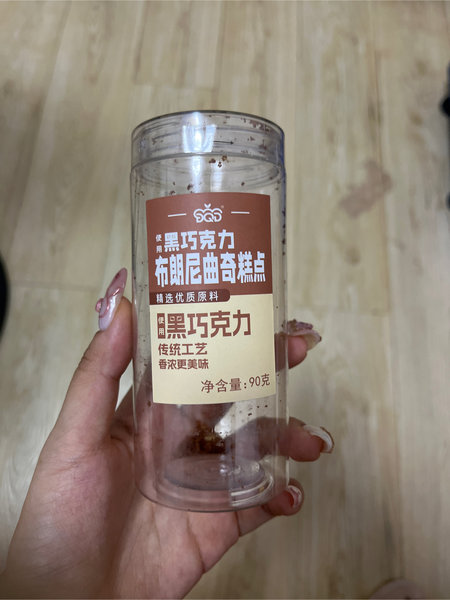 SQS
使用
黑巧克力
布朗尼曲奇糕点
精选优质原料
使用
黑巧克力
传统工艺
香浓更美味
净含量:90克